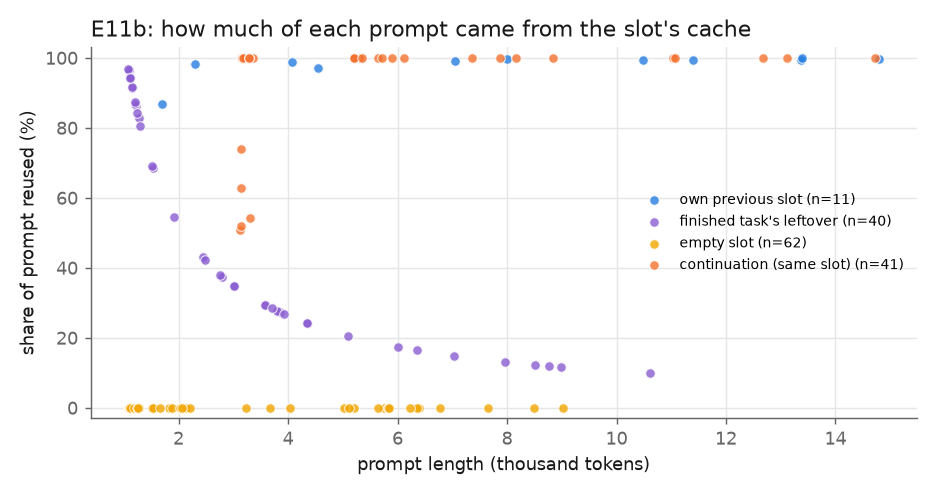 E11b: how much of each prompt came from the slot's cache
share of prompt reused (%)
100
80
60
40
20
0
own previous slot (n=11)
finished task's leftover (n=40)
empty slot (n=62)
continuation (same slot) (n=41)
2 4 6 8 10 12 14
prompt length (thousand tokens)